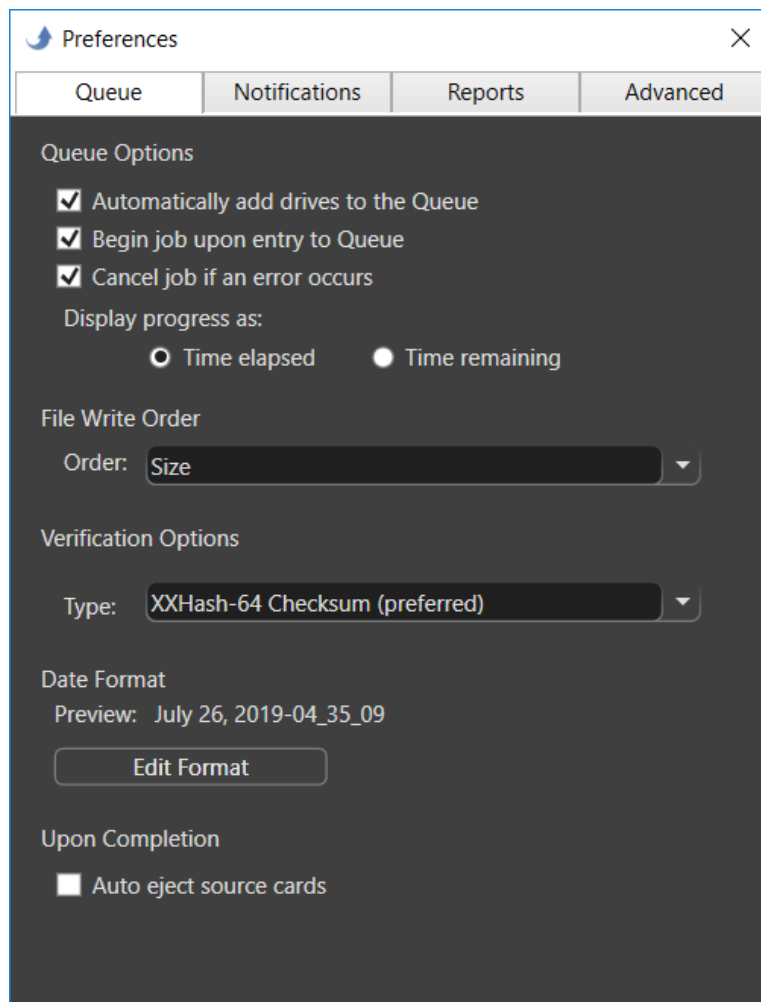 Preferences
Queue Notifications Reports Advanced
Queue Options
Automatically add drives to the Queue
Begin job upon entry to Queue
Cancel job if an error occurs
Display progress as:
Time elapsed Time remaining
File Write Order
Order: Size
Verification Options
Type: XXHash-64 Checksum (preferred)
Date Format
Preview: July 26, 2019-04_35_09
Edit Format
Upon Completion
Auto eject source cards